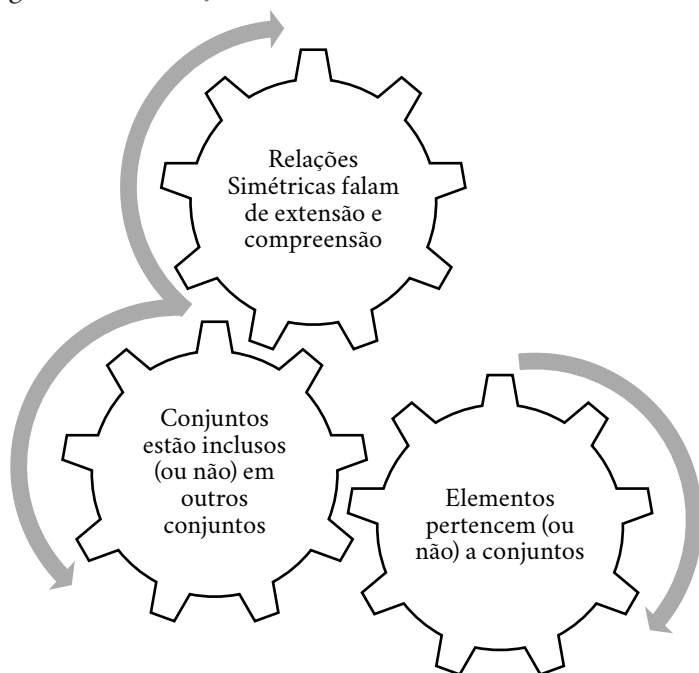 Relações
Simétricas falam
de extensão e
compreensão
Conjuntos
estão inclusos
(ou não) em
outros
conjuntos
Elementos
pertencem (ou
não) a conjuntos